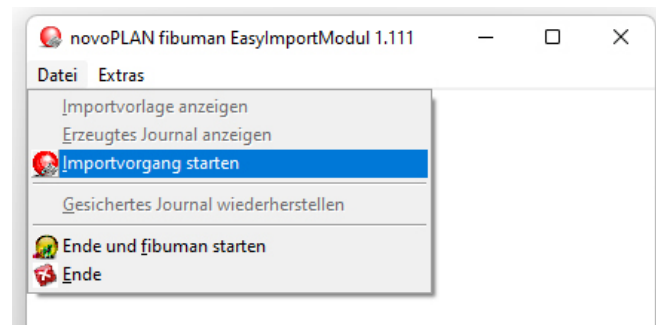 novoPLAN fibuman EasyImportModul 1.111
Datei Extras
Importvorlage anzeigen
Erzeugtes Journal anzeigen
Importvorgang starten
Gesichertes Journal wiederherstellen
Ende und fibuman starten
Ende